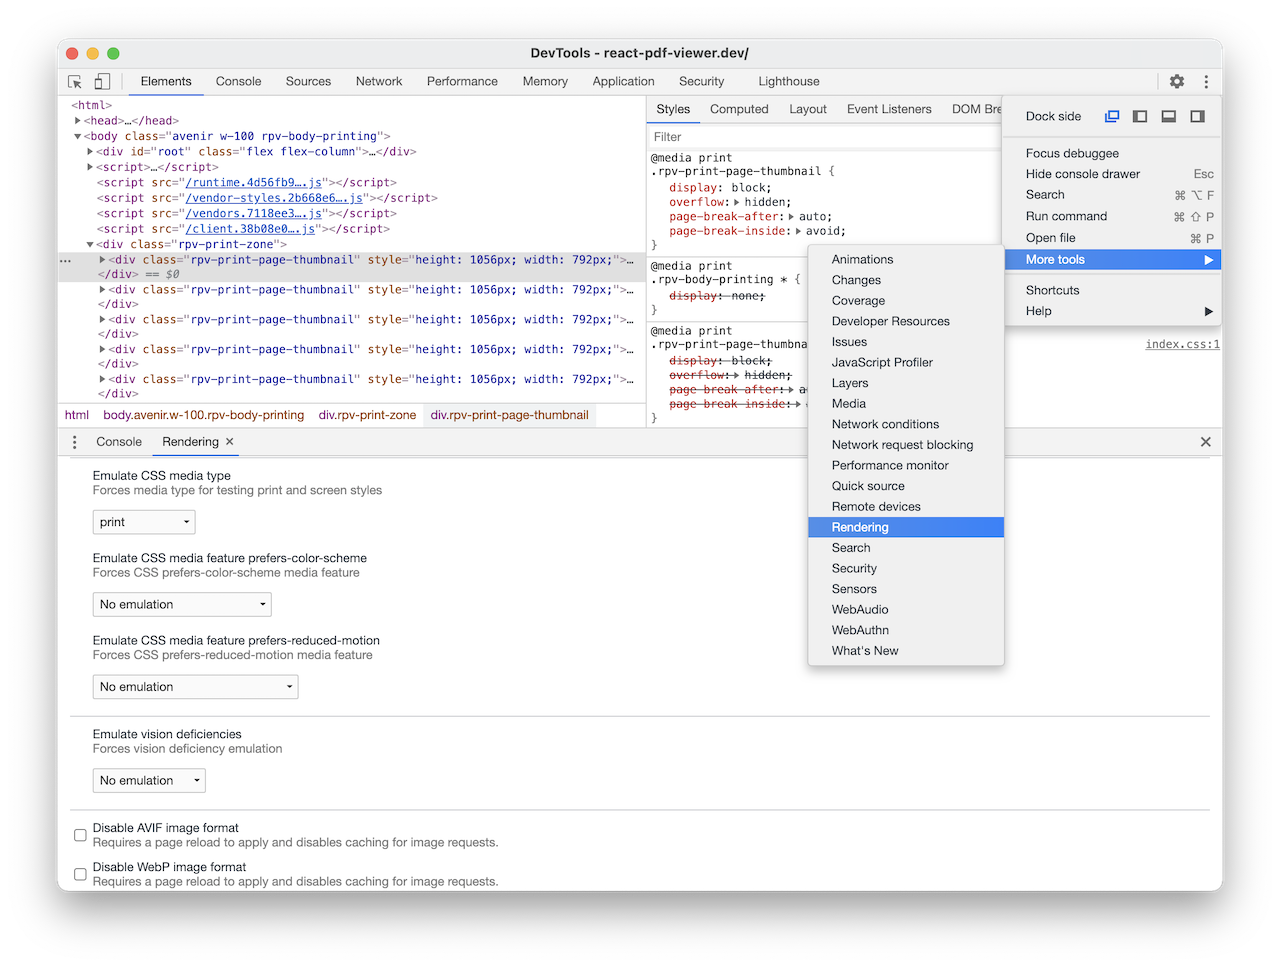 DevTools - react-pdf-viewer.dev/
Elements Console Sources Network Performance Memory Application Security Lighthouse
<html>
<head>…</head>
<body class="avenir w-100 rpv-body-printing">
<div id="root" class="flex flex-column">…</div>
<script>…</script>
<script src="/runtime.4d56fb9….js"></script>
<script src="/vendor-styles.2b668e6….js"></script>
<script src="/vendors.7118ee3….js"></script>
<script src="/client.38b08e0….js"></script>
<div class="rpv-print-zone">
<div class="rpv-print-page-thumbnail" style="height: 1056px; width: 792px;">…
</div> == $0
<div class="rpv-print-page-thumbnail" style="height: 1056px; width: 792px;">…
</div>
<div class="rpv-print-page-thumbnail" style="height: 1056px; width: 792px;">…
</div>
<div class="rpv-print-page-thumbnail" style="height: 1056px; width: 792px;">…
</div>
<div class="rpv-print-page-thumbnail" style="height: 1056px; width: 792px;">…
</div>
html body.avenir.w-100.rpv-body-printing div.rpv-print-zone div.rpv-print-page-thumbnail
Styles Computed Layout Event Listeners DOM Bre
Filter
@media print
.rpv-print-page-thumbnail {
display: block;
overflow: hidden;
page-break-after: auto;
page-break-inside: avoid;
}
@media print
.rpv-body-printing * {
display: none;
}
@media print
.rpv-print-page-thumbna
display: block;
overflow: hidden;
page-break-after: a
page-break-inside:
}
index.css:1
Dock side
Focus debuggee
Hide console drawer Esc
Search ⌘ ⌥ F
Run command ⌘ ⇧ P
Open file ⌘ P
More tools
Shortcuts
Help
Animations
Changes
Coverage
Developer Resources
Issues
JavaScript Profiler
Layers
Media
Network conditions
Network request blocking
Performance monitor
Quick source
Remote devices
Rendering
Search
Security
Sensors
WebAudio
WebAuthn
What's New
Console Rendering
Emulate CSS media type
Forces media type for testing print and screen styles
print
Emulate CSS media feature prefers-color-scheme
Forces CSS prefers-color-scheme media feature
No emulation
Emulate CSS media feature prefers-reduced-motion
Forces CSS prefers-reduced-motion media feature
No emulation
Emulate vision deficiencies
Forces vision deficiency emulation
No emulation
Disable AVIF image format
Requires a page reload to apply and disables caching for image requests.
Disable WebP image format
Requires a page reload to apply and disables caching for image requests.